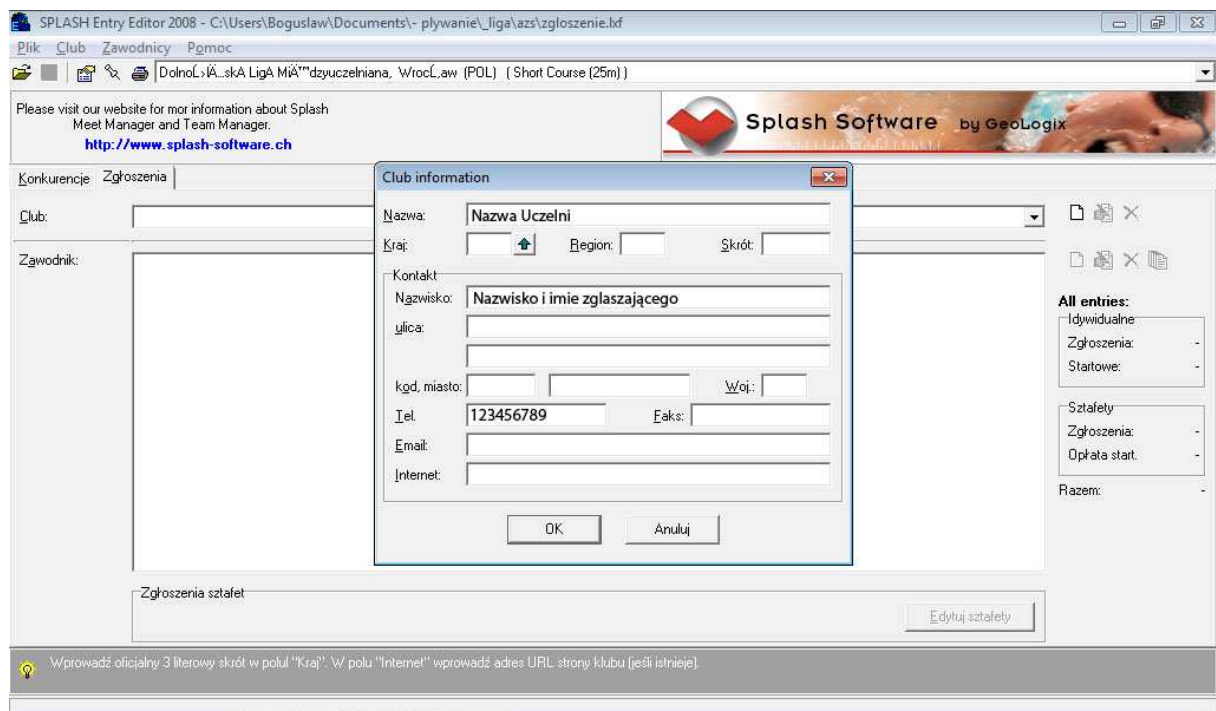 SPLASH Entry Editor 2008 - C:\Users\Boguslaw\Documents\- plywanie\_liga\azs\zgloszenie.lxf
Plik Club Zawodnicy Pomoc
DolnoĹ›lÄ…skA LigA MiÄ™dzyuczelniana, WrocĹ‚aw (POL) ( Short Course (25m) )
Please visit our website for mor information about Splash
Meet Manager and Team Manager.
http://www.splash-software.ch
Splash Software by GeoLogix
Konkurencje Zgłoszenia
Club:
Zawodnik:
Club information
Nazwa: Nazwa Uczelni
Kraj: Region: Skrót:
Kontakt
Nazwisko: Nazwisko i imie zglaszającego
ulica:
kod, miasto: Woj.:
Tel. 123456789 Faks:
Email:
Internet:
OK Anuluj
All entries:
Idywidualne
Zgłoszenia: -
Startowe: -
Sztafety
Zgłoszenia: -
Opłata start. -
Razem: -
Zgłoszenia sztafet
Edytuj sztafety
Wprowadź oficjalny 3 literowy skrót w polul "Kraj". W polu "Internet" wprowadź adres URL strony klubu (jeśli istnieje).